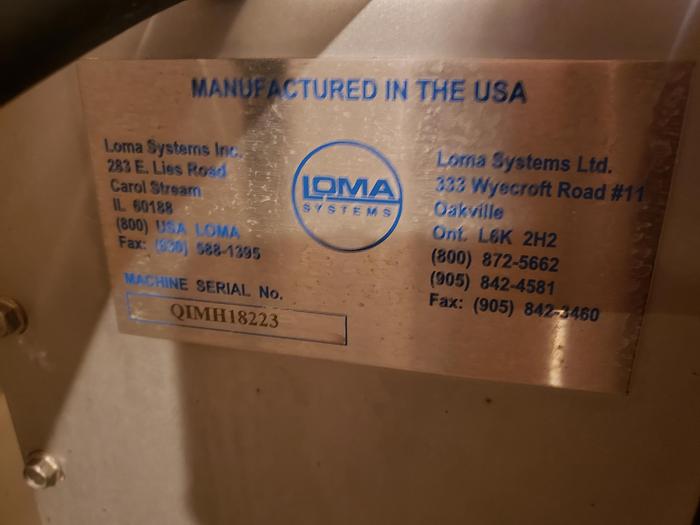 MANUFACTURED IN THE USA
Loma Systems Inc.
283 E. Lies Road
Carol Stream
IL 60188
(800) USA LOMA
Fax: (630) 588-1395
LOMA
SYSTEMS
Loma Systems Ltd.
333 Wyecroft Road #11
Oakville
Ont. L6K 2H2
(800) 872-5662
(905) 842-4581
Fax: (905) 842-3460
MACHINE SERIAL No.
QIMH18223